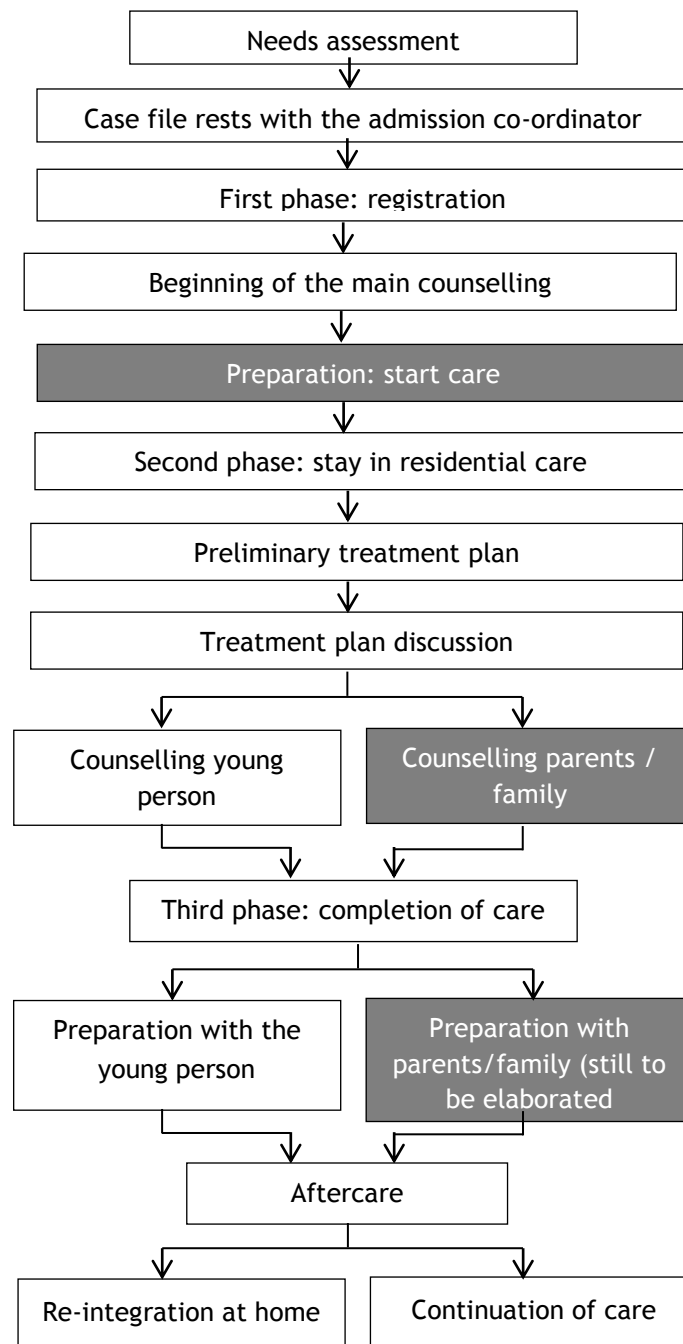 Needs assessment
Case file rests with the admission co-ordinator
First phase: registration
Beginning of the main counselling
Preparation: start care
Second phase: stay in residential care
Preliminary treatment plan
Treatment plan discussion
Counselling young
person
Counselling parents /
family
Third phase: completion of care
Preparation with the
young person
Preparation with
parents/family (still to
be elaborated
Aftercare
Re-integration at home
Continuation of care